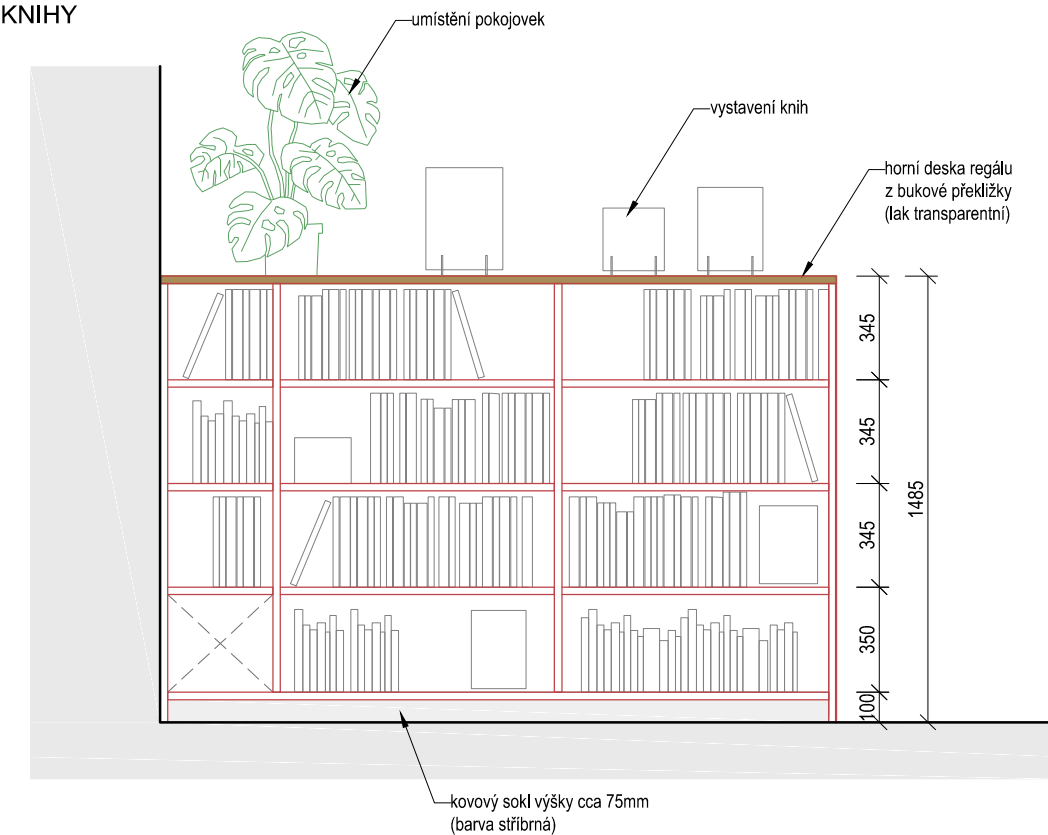 KNIHY
umístění pokojovek
vystavení knih
horní deska regálu
z bukové překližky
(lak transparentní)
345
345
345
350
100
1485
kovový sokl výšky cca 75mm
(barva stříbrná)